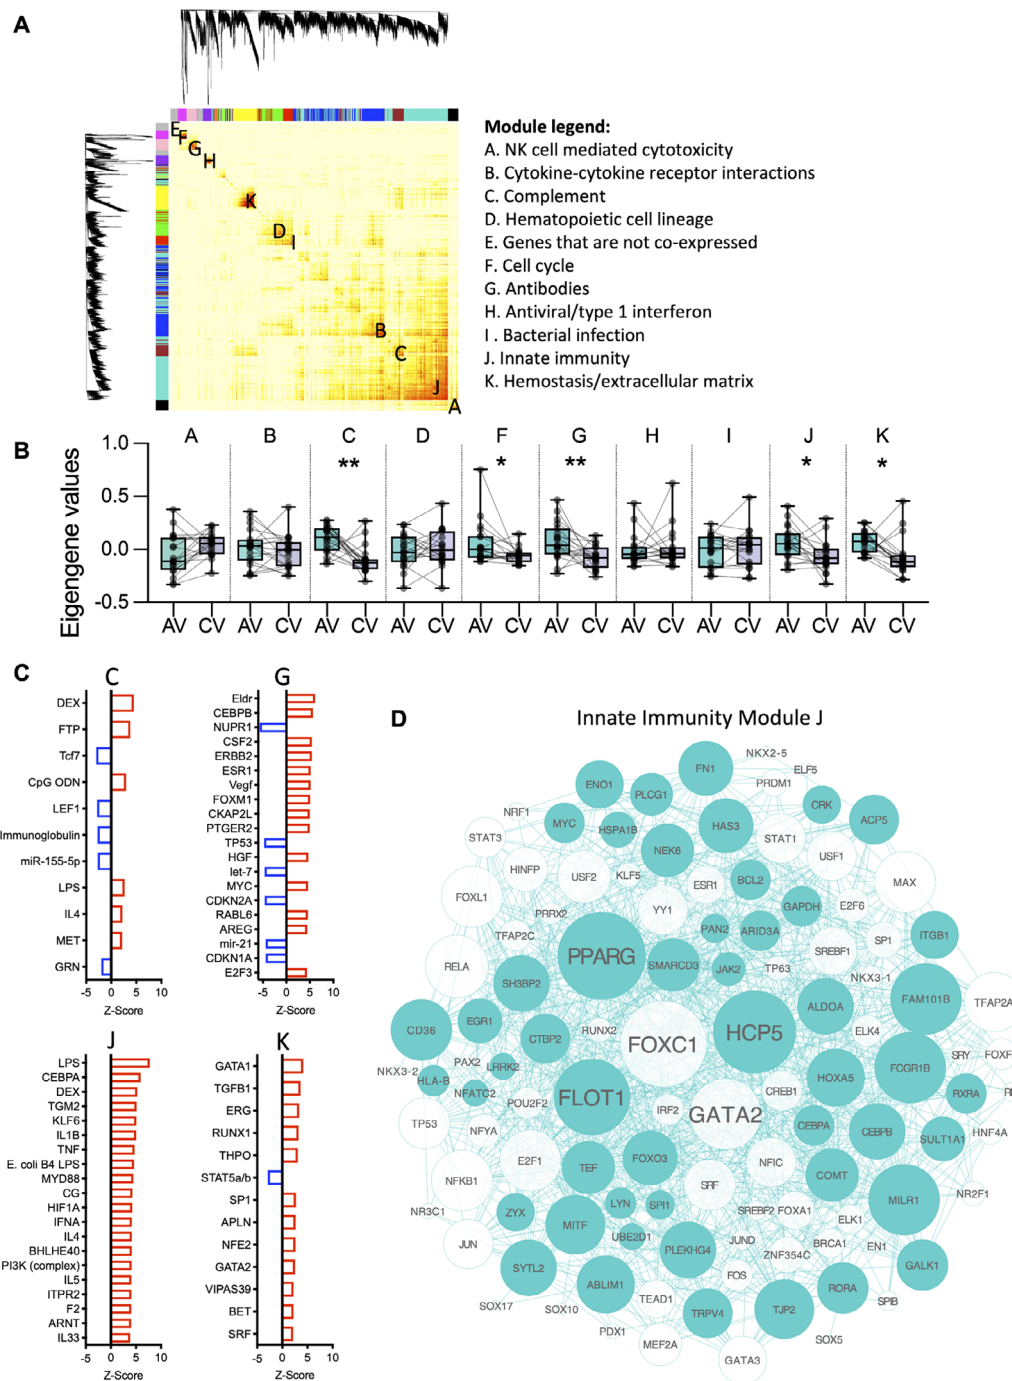 A
E
F
G
H
K
D
I
B
C
J
A
Module legend:
A. NK cell mediated cytotoxicity
B. Cytokine-cytokine receptor interactions
C. Complement
D. Hematopoietic cell lineage
E. Genes that are not co-expressed
F. Cell cycle
G. Antibodies
H. Antiviral/type 1 interferon
I . Bacterial infection
J. Innate immunity
K. Hemostasis/extracellular matrix
B
A B C D F G H I J K
** * ** * *
Eigengene values
1.0
0.5
0.0
-0.5
AV CV AV CV AV CV AV CV AV CV AV CV AV CV AV CV AV CV AV CV
C
C
DEX
FTP
Tcf7
CpG ODN
LEF1
Immunoglobulin
miR-155-5p
LPS
IL4
MET
GRN
-5 0 5 10
Z-Score
G
Eldr
CEBPB
NUPR1
CSF2
ERBB2
ESR1
Vegf
FOXM1
CKAP2L
PTGER2
TP53
HGF
let-7
MYC
CDKN2A
RABL6
AREG
mir-21
CDKN1A
E2F3
-5 0 5 10
Z-Score
J
LPS
CEBPA
DEX
TGM2
KLF6
IL1B
TNF
E. coli B4 LPS
MYD88
CG
HIF1A
IFNA
IL4
BHLHE40
PI3K (complex)
IL5
ITPR2
F2
ARNT
IL33
-5 0 5 10
Z-Score
K
GATA1
TGFB1
ERG
RUNX1
THPO
STAT5a/b
SP1
APLN
NFE2
GATA2
VIPAS39
BET
SRF
-5 0 5 10
Z-Score
D
Innate Immunity Module J
NKX2-5
FN1
ELF5
ENO1
PRDM1
PLCG1
CRK
NRF1
ACP5
MYC
HSPA1B
HAS3
STAT3
STAT1
NEK6
USF1
HINFP
USF2
KLF5
ESR1
BCL2
MAX
FOXL1
GAPDH
E2F6
PRRX2
YY1
PAN2
ARID3A
ITGB1
TFAP2C
SP1
SREBF1
PPARG
RELA
SMARCD3
JAK2
TP63
NKX3-1
SH3BP2
FAM101B
TFAP2A
ALDOA
EGR1
CD36
RUNX2
HCP5
ELK4
CTBP2
FOXC1
SRY
FOXF
PAX2
LRRK2
FCGR1B
NKX3-2
HLA-B
HOXA5
NFATC2
CREB1
RXRA
FLOT1
POU2F2
IRF2
GATA2
TP53
CEBPA
CEBPB
NFYA
HNF4A
SULT1A1
E2F1
FOXO3
NFIC
TEF
COMT
NFKB1
SRF
NR2F1
LYN
SPI1
MILR1
NR3C1
ZYX
SREBF2
FOXA1
MITF
ELK1
UBE2D1
JUND
BRCA1
JUN
EN1
PLEKHG4
ZNF354C
SYTL2
GALK1
FOS
ABLIM1
RORA
TEAD1
SPIB
SOX17
SOX10
TRPV4
TJP2
PDX1
SOX5
MEF2A
GATA3